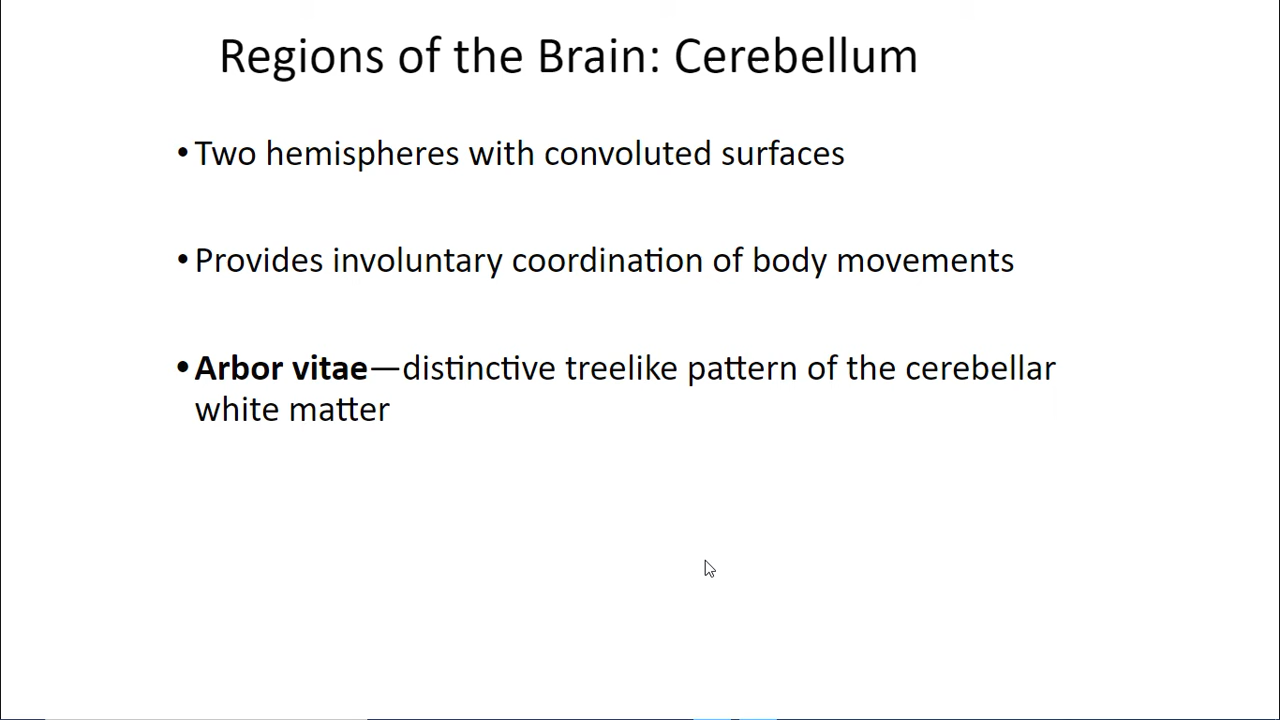 Regions of the Brain: Cerebellum
• Two hemispheres with convoluted surfaces
• Provides involuntary coordination of body movements
• Arbor vitae—distinctive treelike pattern of the cerebellar
white matter